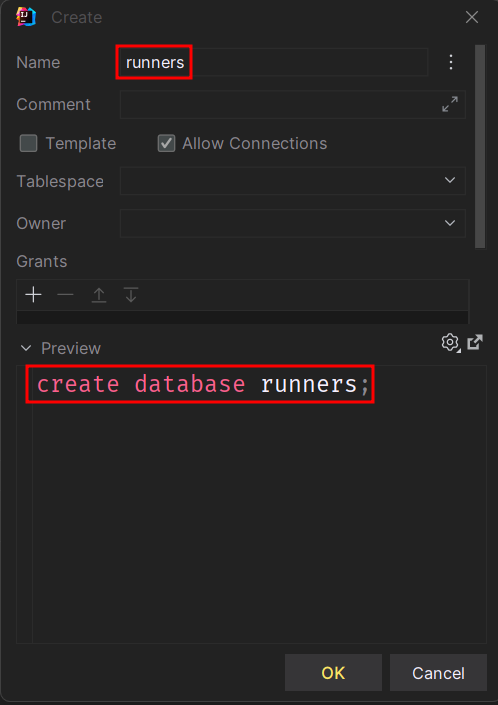 Create
Name
runners
Comment
Template
Allow Connections
Tablespace
Owner
Grants
Preview
create database runners;
OK
Cancel